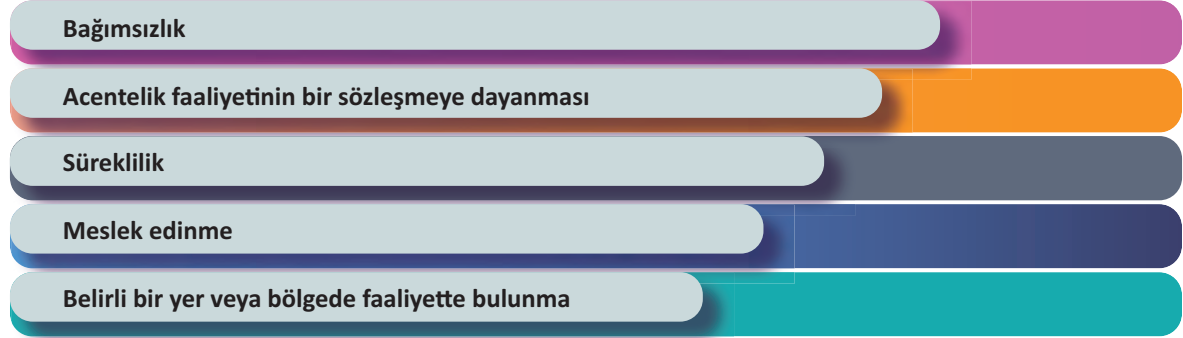 Bağımsızlık
Acentelik faaliyetinin bir sözleşmeye dayanması
Süreklilik
Meslek edinme
Belirli bir yer veya bölgede faaliyette bulunma